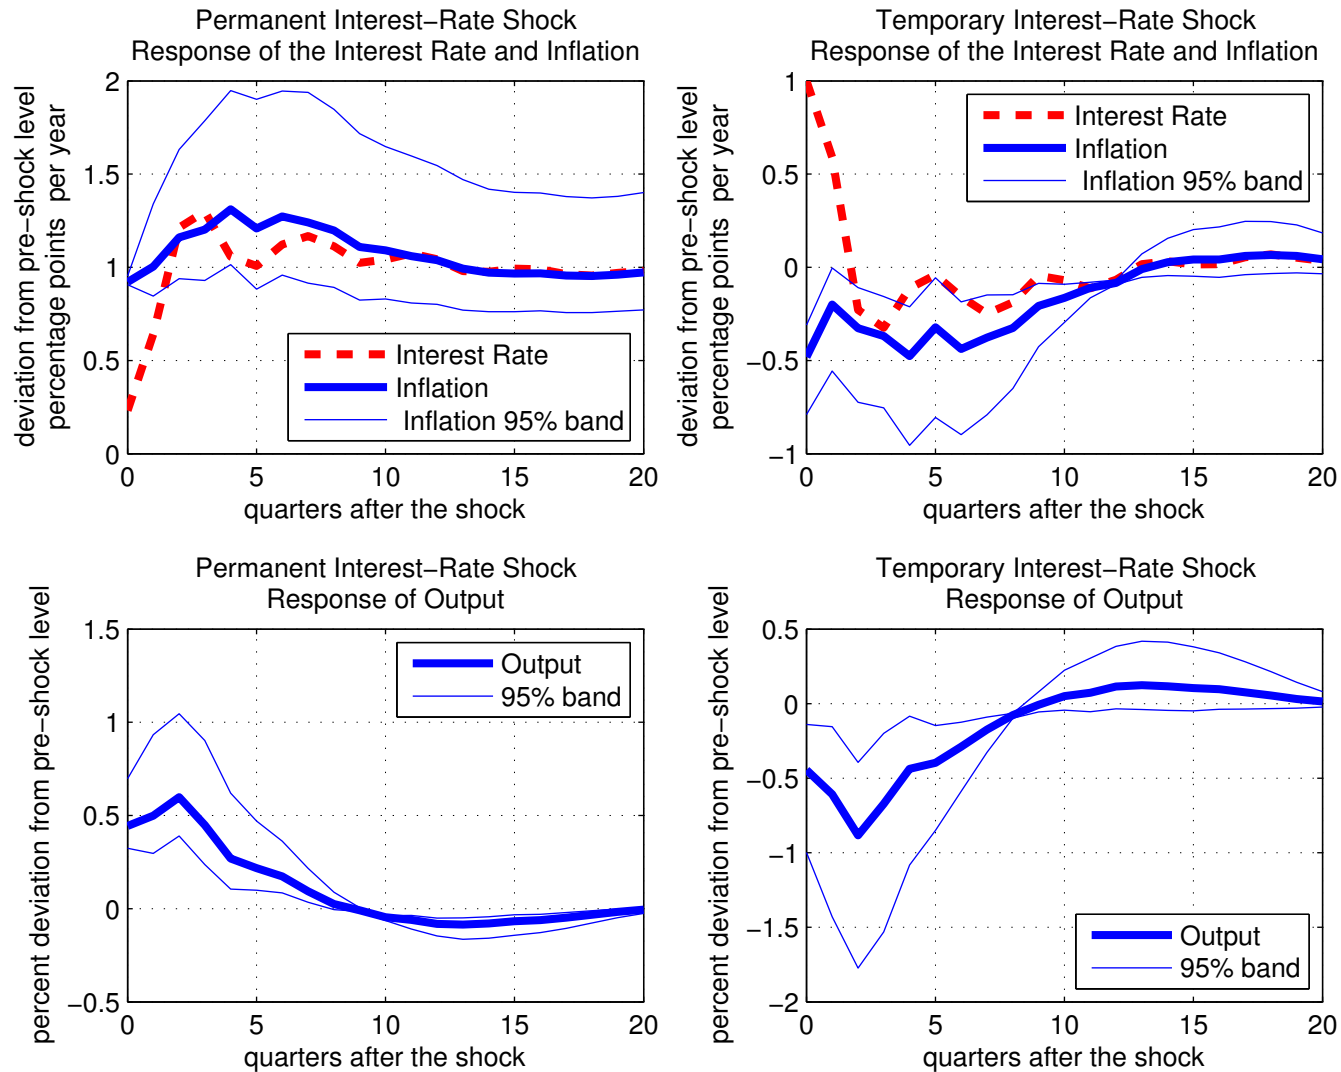 Permanent Interest−Rate Shock
Response of the Interest Rate and Inflation
deviation from pre−shock level
percentage points  per year
2
1.5
1
0.5
0
Interest Rate
Inflation
Inflation 95% band
0 5 10 15 20
quarters after the shock
Temporary Interest−Rate Shock
Response of the Interest Rate and Inflation
deviation from pre−shock level
percentage points  per year
1
0.5
0
−0.5
−1
Interest Rate
Inflation
Inflation 95% band
0 5 10 15 20
quarters after the shock
Permanent Interest−Rate Shock
Response of Output
percent deviation from pre−shock level
1.5
1
0.5
0
−0.5
Output
95% band
0 5 10 15 20
quarters after the shock
Temporary Interest−Rate Shock
Response of Output
percent deviation from pre−shock level
0.5
0
−0.5
−1
−1.5
−2
Output
95% band
0 5 10 15 20
quarters after the shock